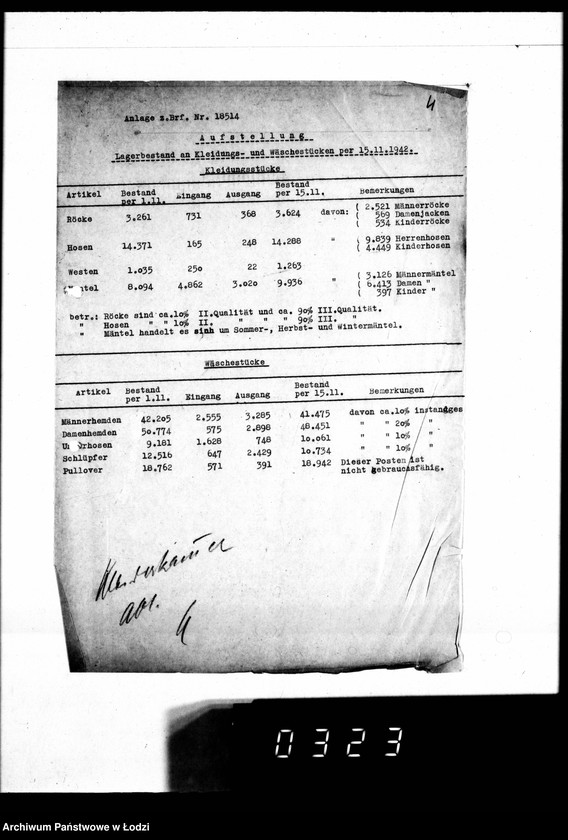 4
Anlage z.Brf. Nr. 18514
Aufstellung
Lagerbestand an Kleidungs- und Wäschestücken per 15.11.1942.
Kleidungsstücke
Artikel Bestand per 1.11. Eingang Ausgang Bestand per 15.11. Bemerkungen
Röcke 3.261 731 368 3.624 davon: ( 2.521 Männerröcke
( 569 Damenjacken
( 534 Kinderröcke
Hosen 14.371 165 248 14.288 " ( 9.839 Herrenhosen
( 4.449 Kinderhosen
Westen 1.035 250 22 1.263
ntel 8.094 4.862 3.020 9.936 " ( 3.126 Männermäntel
( 6.413 Damen "
( 397 Kinder "
betr.: Röcke sind ca.10% II.Qualität und ca. 90% III.Qualität.
" Hosen " " 10% II. " " " 90% III. "
" Mäntel handelt es sich um Sommer-, Herbst- und Wintermäntel.
Wäschestücke
Artikel Bestand per 1.11. Eingang Ausgang Bestand per 15.11. Bemerkungen
Männerhemden 42.205 2.555 3.285 41.475 davon ca.10% instandges
Damenhemden 50.774 575 2.898 48.451 " " 20% "
Un rhosen 9.181 1.628 748 10.061 " " 10% "
Schlüpfer 12.516 647 2.429 10.734 " " 10% "
Pullover 18.762 571 391 18.942 Dieser Posten ist
nicht gebrauchsfähig.
0323
Archiwum Państwowe w Łodzi